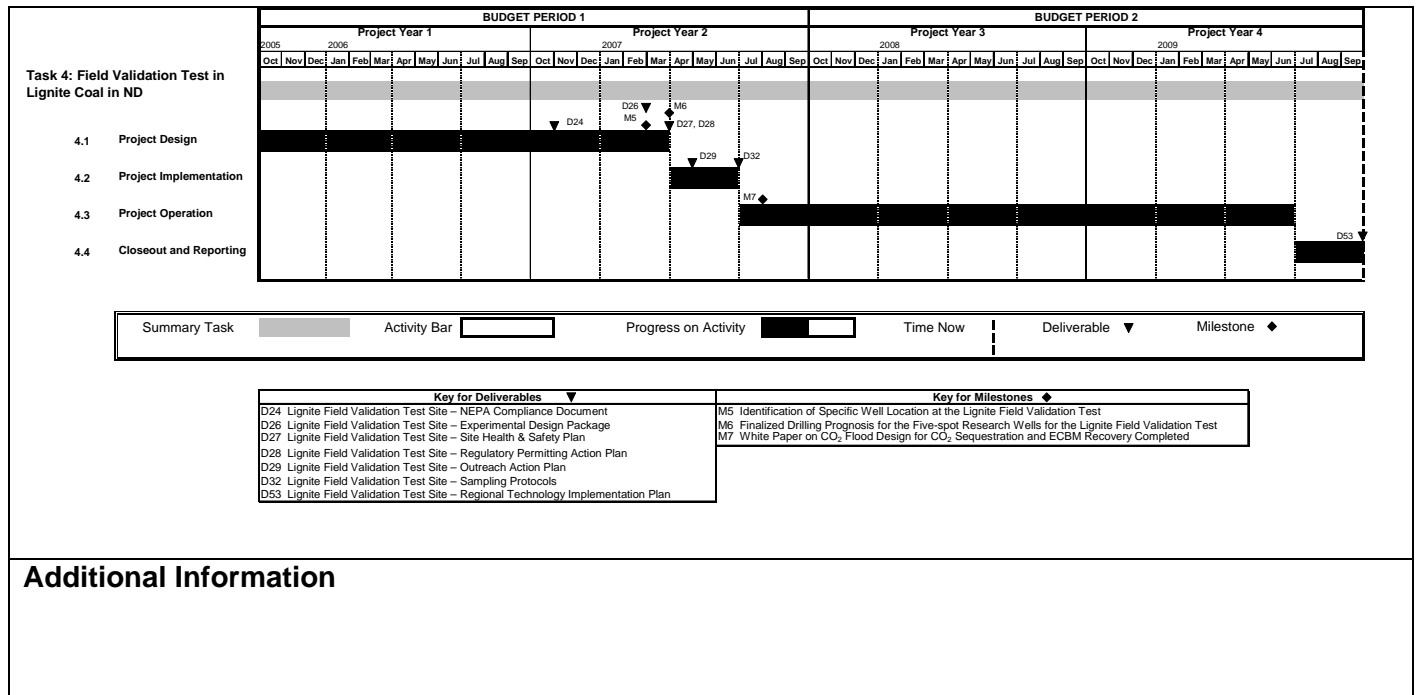 BUDGET PERIOD 1 BUDGET PERIOD 2
Project Year 1 Project Year 2 Project Year 3 Project Year 4
2005 2006 2007 2008 2009
Oct Nov Dec Jan Feb Mar Apr May Jun Jul Aug Sep Oct Nov Dec Jan Feb Mar Apr May Jun Jul Aug Sep Oct Nov Dec Jan Feb Mar Apr May Jun Jul Aug Sep Oct Nov Dec Jan Feb Mar Apr May Jun Jul Aug Sep
Task 4: Field Validation Test in
Lignite Coal in ND
D26 M6
D24 M5 D27, D28
4.1 Project Design
D29 D32
4.2 Project Implementation
M7
4.3 Project Operation
D53
4.4 Closeout and Reporting
Summary Task Activity Bar Progress on Activity Time Now Deliverable Milestone
Key for Deliverables Key for Milestones
D24 Lignite Field Validation Test Site – NEPA Compliance Document M5 Identification of Specific Well Location at the Lignite Field Validation Test
D26 Lignite Field Validation Test Site – Experimental Design Package M6 Finalized Drilling Prognosis for the Five-spot Research Wells for the Lignite Field Validation Test
D27 Lignite Field Validation Test Site – Site Health & Safety Plan M7 White Paper on CO₂ Flood Design for CO₂ Sequestration and ECBM Recovery Completed
D28 Lignite Field Validation Test Site – Regulatory Permitting Action Plan
D29 Lignite Field Validation Test Site – Outreach Action Plan
D32 Lignite Field Validation Test Site – Sampling Protocols
D53 Lignite Field Validation Test Site – Regional Technology Implementation Plan
Additional Information